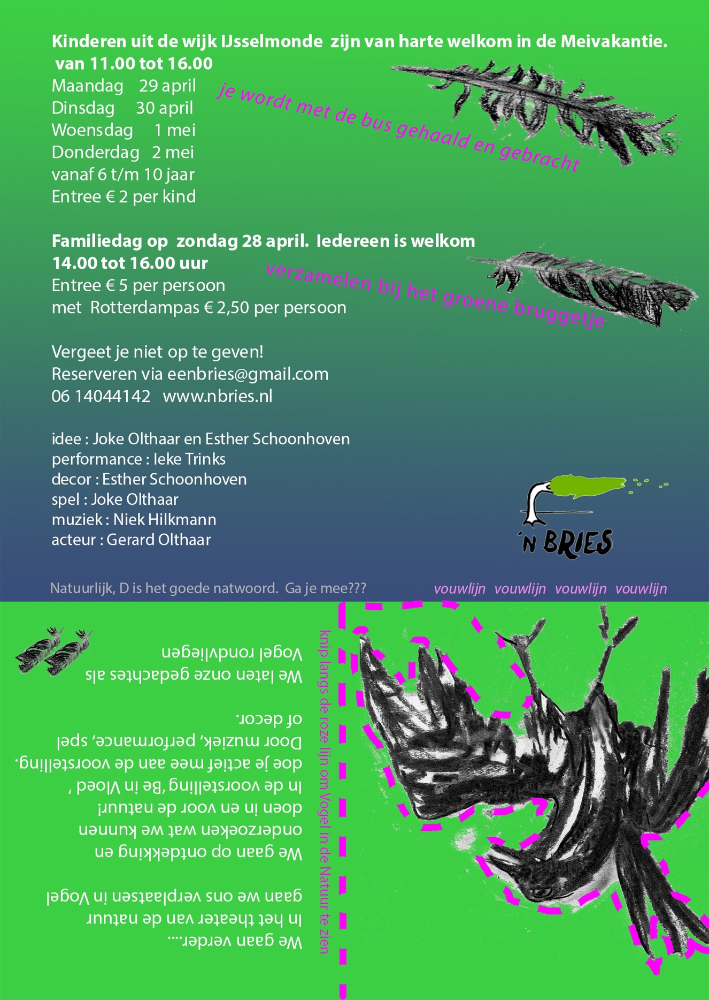 Kinderen uit de wijk IJsselmonde zijn van harte welkom in de Meivakantie.
van 11.00 tot 16.00
Maandag 29 april
Dinsdag 30 april
Woensdag 1 mei
Donderdag 2 mei
vanaf 6 t/m 10 jaar
Entree € 2 per kind
je wordt met de bus gehaald en gebracht
Familiedag op zondag 28 april. Iedereen is welkom
14.00 tot 16.00 uur
Entree € 5 per persoon
met Rotterdampas € 2,50 per persoon
verzamelen bij het groene bruggetje
Vergeet je niet op te geven!
Reserveren via eenbries@gmail.com
06 14044142 www.nbries.nl
idee : Joke Olthaar en Esther Schoonhoven
performance : Ieke Trinks
decor : Esther Schoonhoven
spel : Joke Olthaar
muziek : Niek Hilkmann
acteur : Gerard Olthaar
'N BRIES
Natuurlijk, D is het goede natwoord. Ga je mee???
vouwlijn vouwlijn vouwlijn vouwlijn
knip langs de roze lijn om Vogel in de Natuur te zien
We gaan verder....
In het theater van de natuur
gaan we ons verplaatsen in Vogel
We gaan op ontdekking en
onderzoeken wat we kunnen
doen in en voor de natuur!
In de voorstelling 'Be in Vloed '
doe je actief mee aan de voorstelling.
Door muziek, performance, spel
of decor.
We laten onze gedachtes als
Vogel rondvliegen